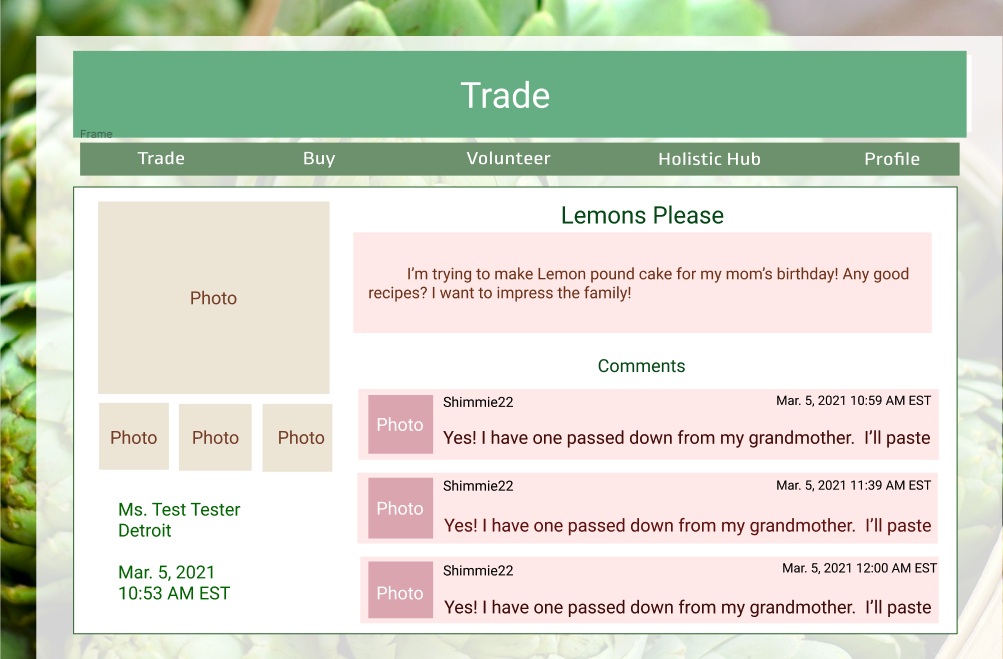 Trade
Frame
Trade Buy Volunteer Holistic Hub Profile
Photo
Photo Photo Photo
Ms. Test Tester
Detroit
Mar. 5, 2021
10:53 AM EST
Lemons Please
I’m trying to make Lemon pound cake for my mom’s birthday! Any good
recipes? I want to impress the family!
Comments
Photo
Shimmie22 Mar. 5, 2021 10:59 AM EST
Yes! I have one passed down from my grandmother. I’ll paste
Photo
Shimmie22 Mar. 5, 2021 11:39 AM EST
Yes! I have one passed down from my grandmother. I’ll paste
Photo
Shimmie22 Mar. 5, 2021 12:00 AM EST
Yes! I have one passed down from my grandmother. I’ll paste